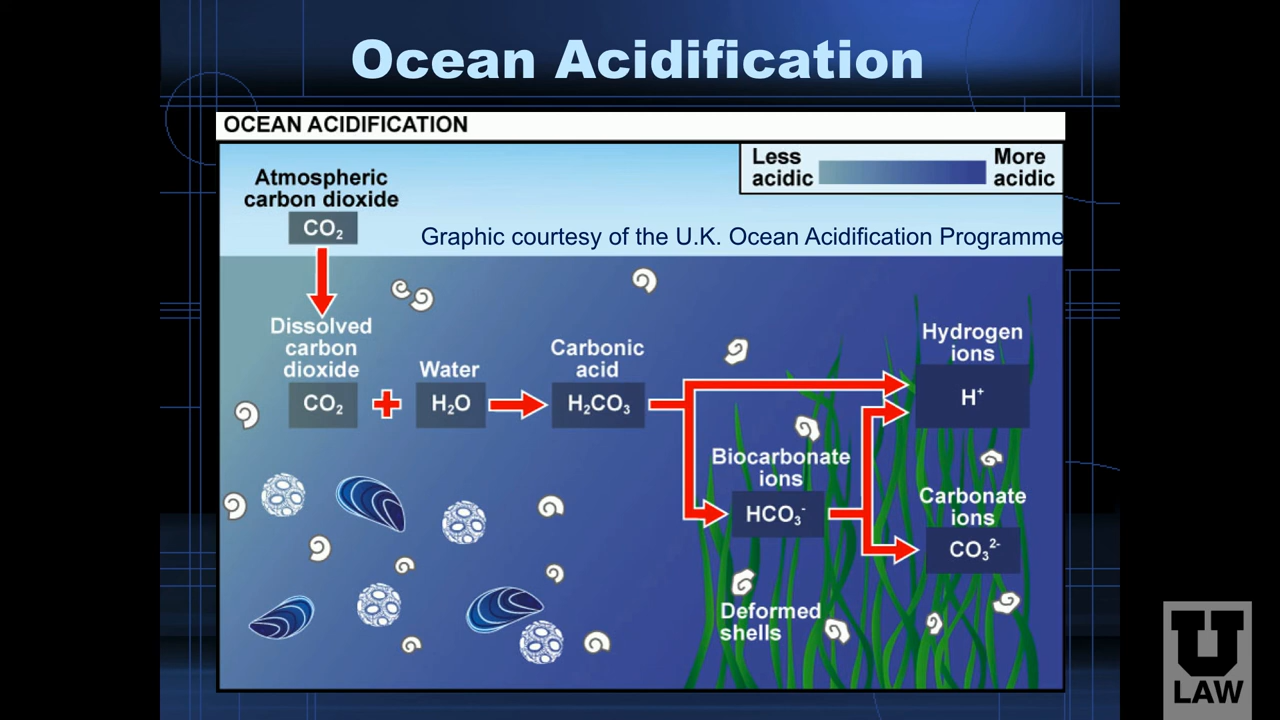 Ocean Acidification
OCEAN ACIDIFICATION
Less
acidic
More
acidic
Atmospheric
carbon dioxide
CO₂
Graphic courtesy of the U.K. Ocean Acidification Programme
Dissolved
carbon
dioxide
CO₂
Water
H₂O
Carbonic
acid
H₂CO₃
Hydrogen
ions
H⁺
Biocarbonate
ions
HCO₃⁻
Carbonate
ions
CO₃²⁻
Deformed
shells
U
LAW